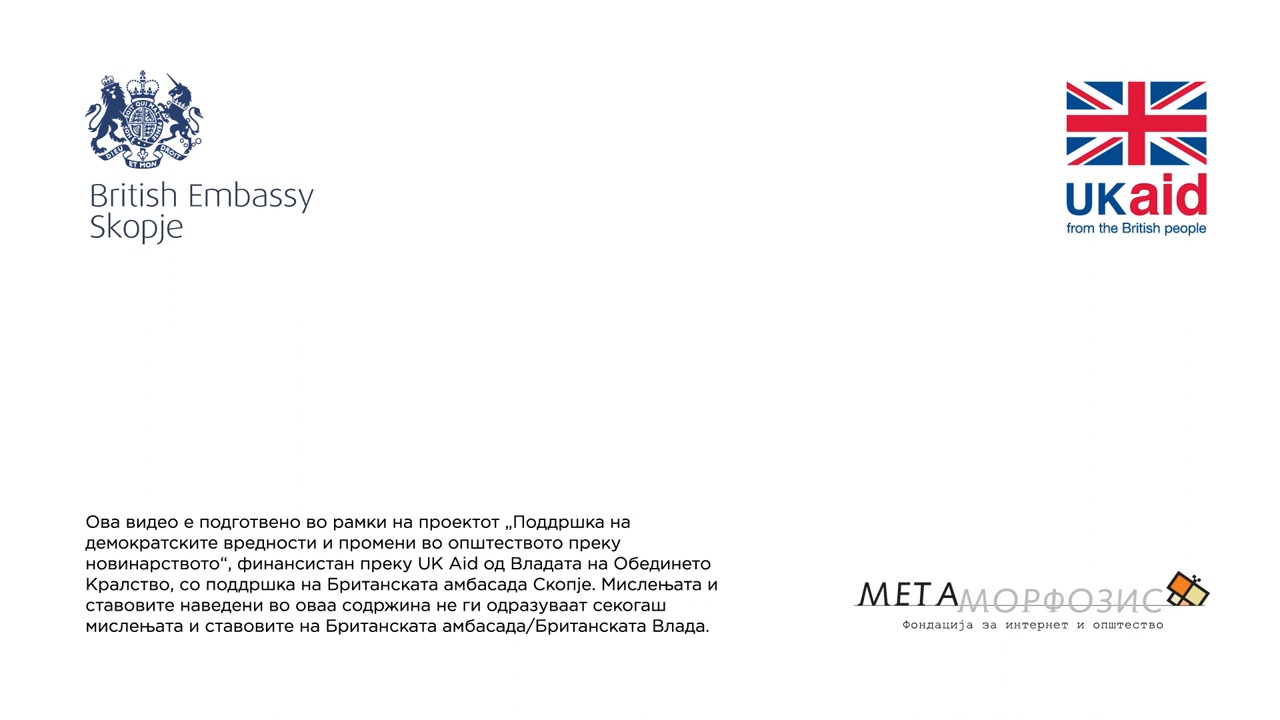 British Embassy
Skopje
UKaid
from the British people
Ова видео е подготвено во рамки на проектот „Поддршка на
демократските вредности и промени во општеството преку
новинарството“, финансистан преку UK Aid од Владата на Обединето
Кралство, со поддршка на Британската амбасада Скопје. Мислењата и
ставовите наведени во оваа содржина не ги одразуваат секогаш
мислењата и ставовите на Британската амбасада/Британската Влада.
МЕТАМОРФОЗИС
Фондација за интернет и општество